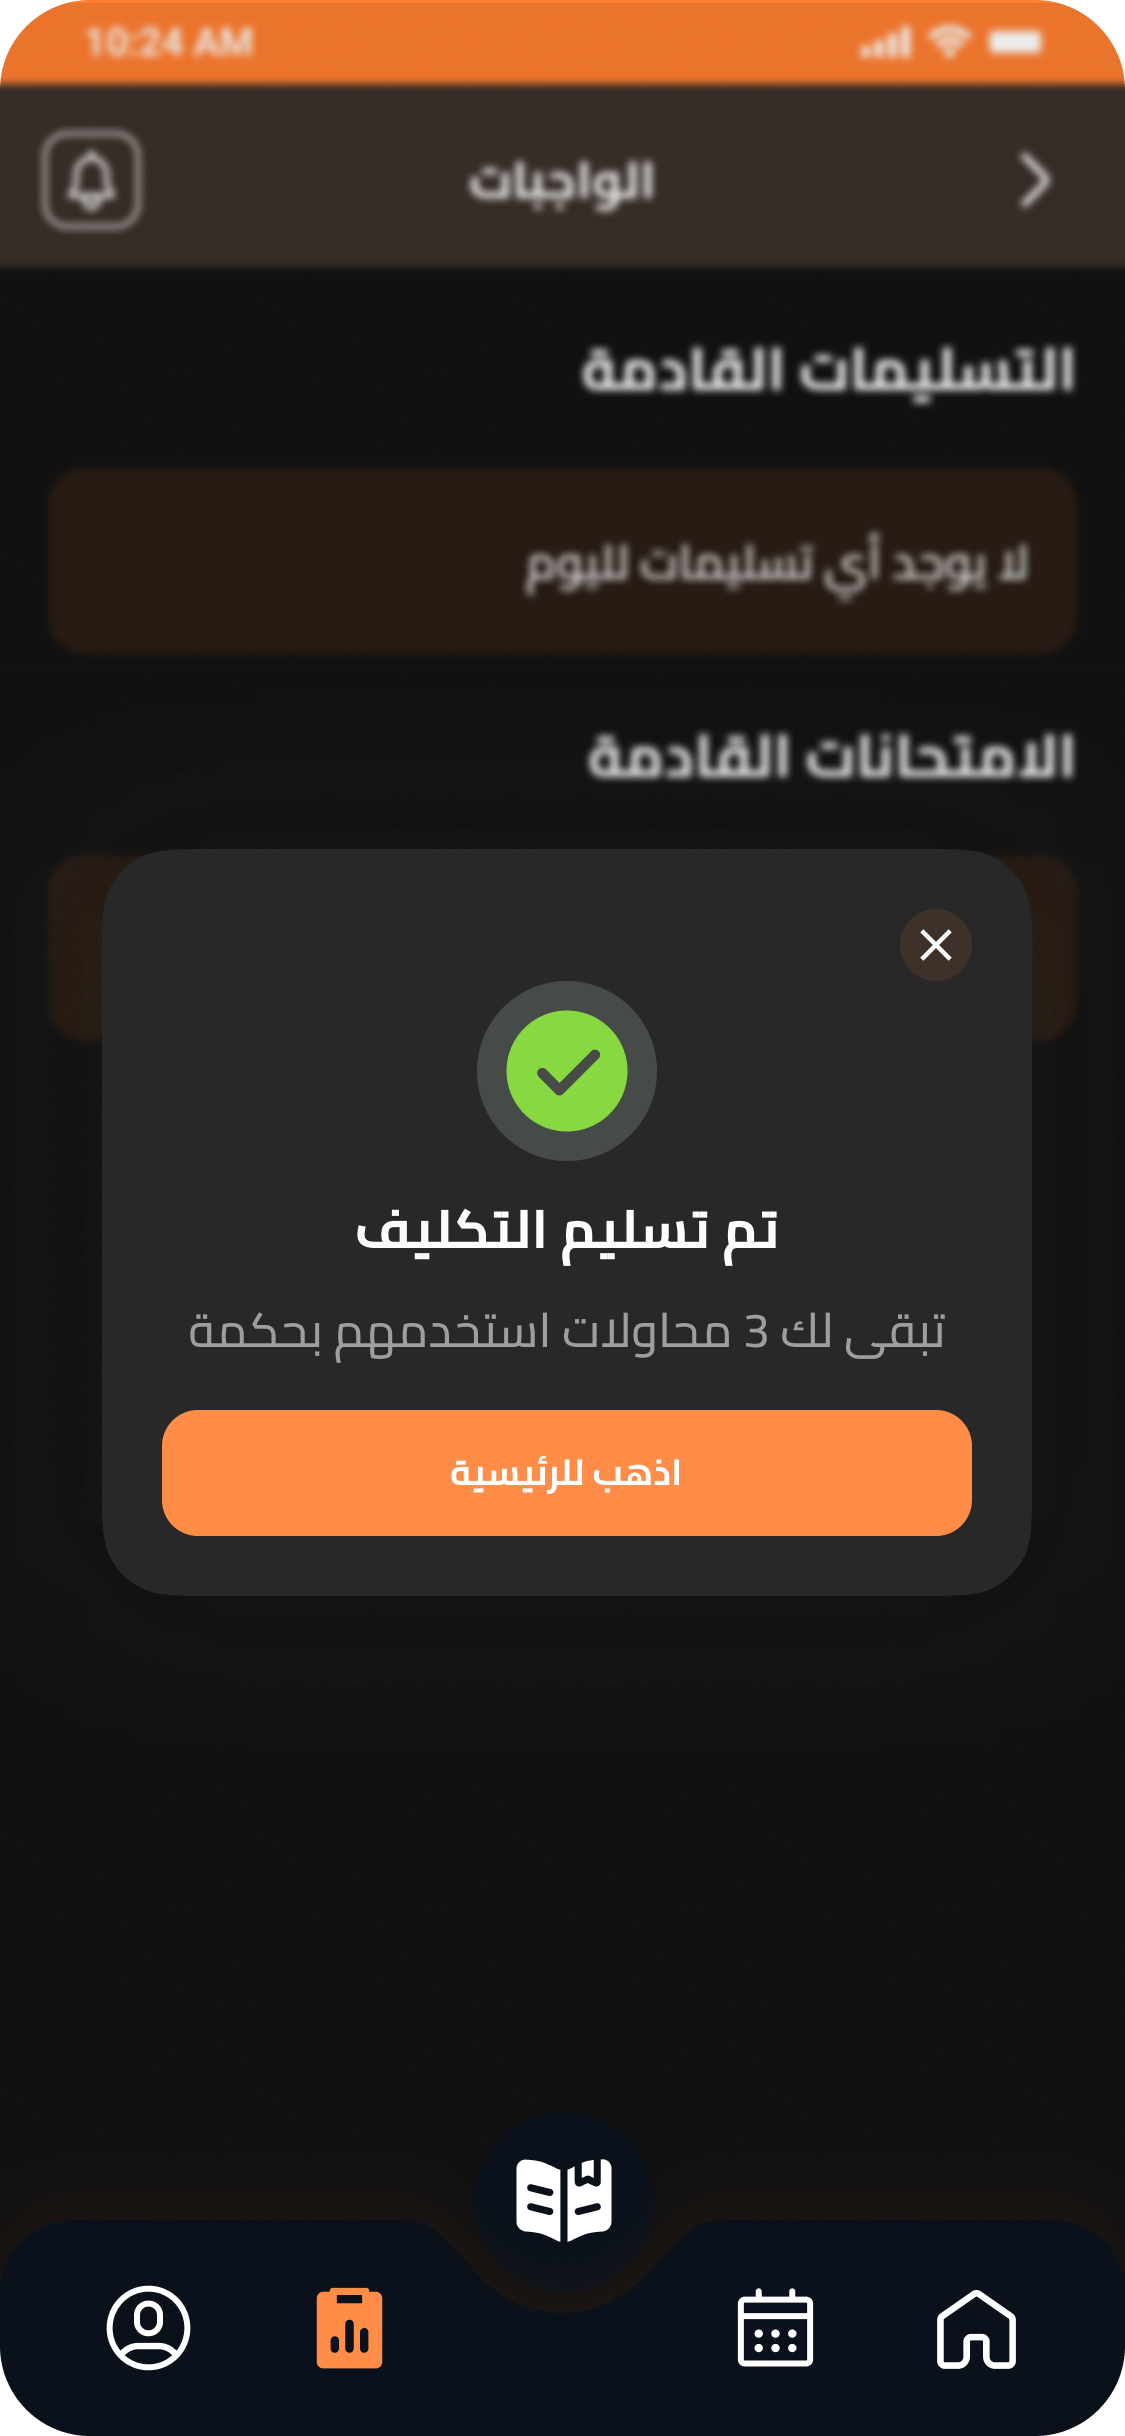 10:24 AM
الواجبات
التسليمات القادمة
لا يوجد أي تسليمات لليوم
الامتحانات القادمة
تم تسليم التكليف
تبقى لك 3 محاولات استخدمهم بحكمة
اذهب للرئيسية